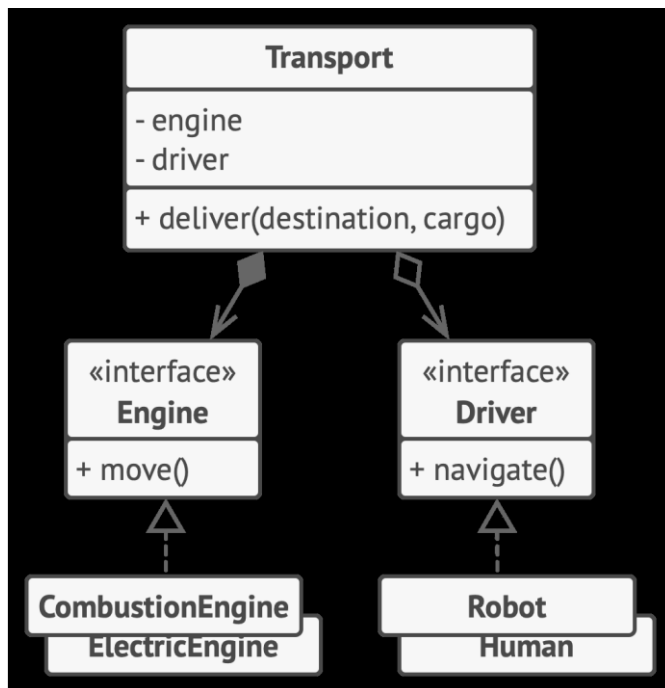 Transport
- engine
- driver
+ deliver(destination, cargo)
«interface»
Engine
+ move()
«interface»
Driver
+ navigate()
CombustionEngine
ElectricEngine
Robot
Human